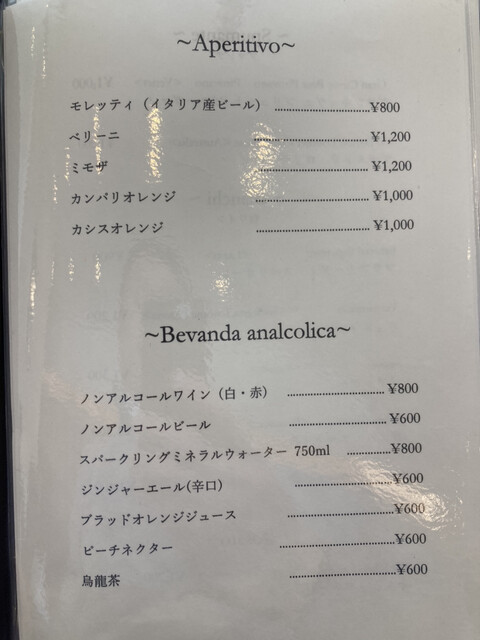 ~Aperitivo~
モレッティ（イタリア産ビール） ¥800
ベリーニ ¥1,200
ミモザ ¥1,200
カンパリオレンジ ¥1,000
カシスオレンジ ¥1,000
~Bevanda analcolica~
ノンアルコールワイン（白・赤） ¥800
ノンアルコールビール ¥600
スパークリングミネラルウォーター 750ml ¥800
ジンジャーエール(辛口) ¥600
ブラッドオレンジジュース ¥600
ピーチネクター ¥600
烏龍茶 ¥600